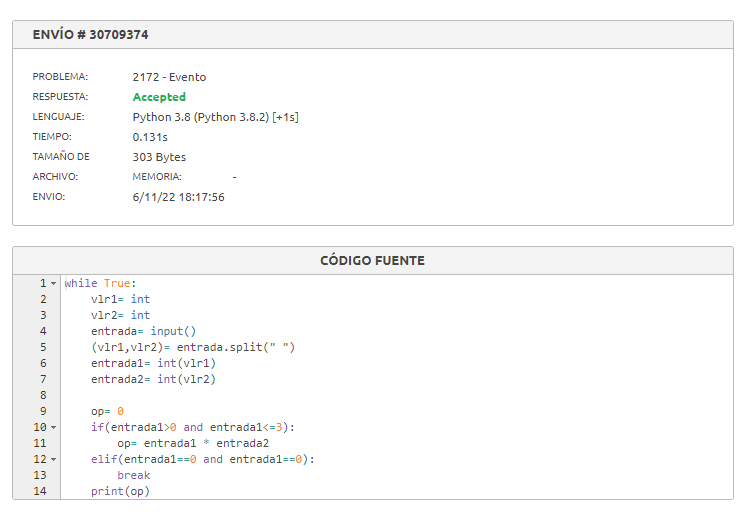 ENVÍO # 30709374
PROBLEMA: 2172 - Evento
RESPUESTA: Accepted
LENGUAJE: Python 3.8 (Python 3.8.2) [+1s]
TIEMPO: 0.131s
TAMAÑO DE 303 Bytes
ARCHIVO: MEMORIA: -
ENVIO: 6/11/22 18:17:56
CÓDIGO FUENTE
1 while True:
2     vlr1= int
3     vlr2= int
4     entrada= input()
5     (vlr1,vlr2)= entrada.split(" ")
6     entrada1= int(vlr1)
7     entrada2= int(vlr2)
8
9     op= 0
10     if(entrada1>0 and entrada1<=3):
11         op= entrada1 * entrada2
12     elif(entrada1==0 and entrada1==0):
13         break
14     print(op)